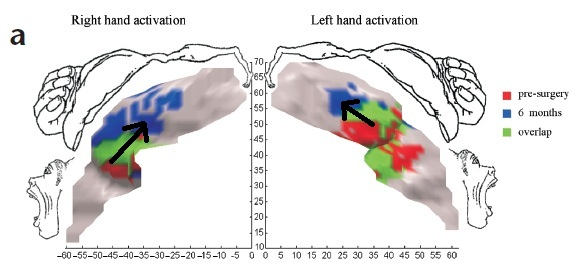 Right hand activation
Left hand activation
a
70
65
60
55
50
45
40
35
30
25
20
15
10
pre-surgery
6 months
overlap
-60 -55 -50 -45 -40 -35 -30 -25 -20 -15 -10 -5 0
0 5 10 15 20 25 30 35 40 45 50 55 60